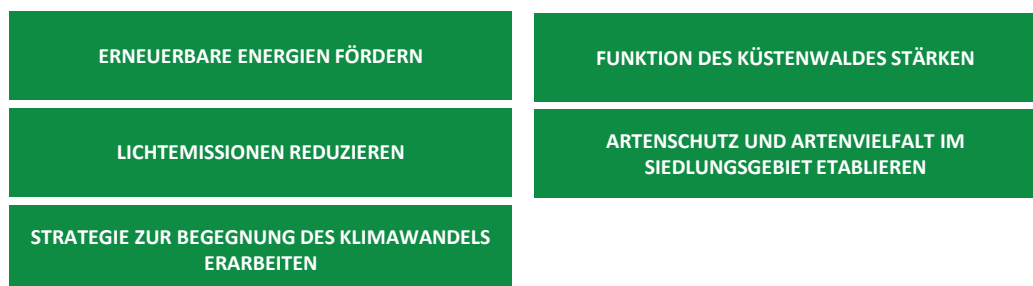 ERNEUERBARE ENERGIEN FÖRDERN
LICHTEMISSIONEN REDUZIEREN
STRATEGIE ZUR BEGEGNUNG DES KLIMAWANDELS
ERARBEITEN
FUNKTION DES KÜSTENWALDES STÄRKEN
ARTENSCHUTZ UND ARTENVIELFALT IM
SIEDLUNGSGEBIET ETABLIEREN